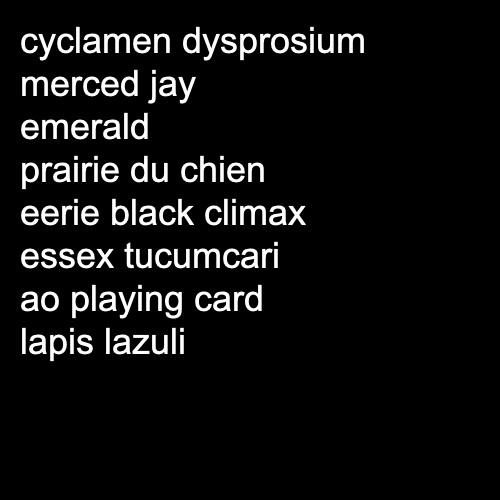 cyclamen dysprosium
merced jay
emerald
prairie du chien
eerie black climax
essex tucumcari
ao playing card
lapis lazuli